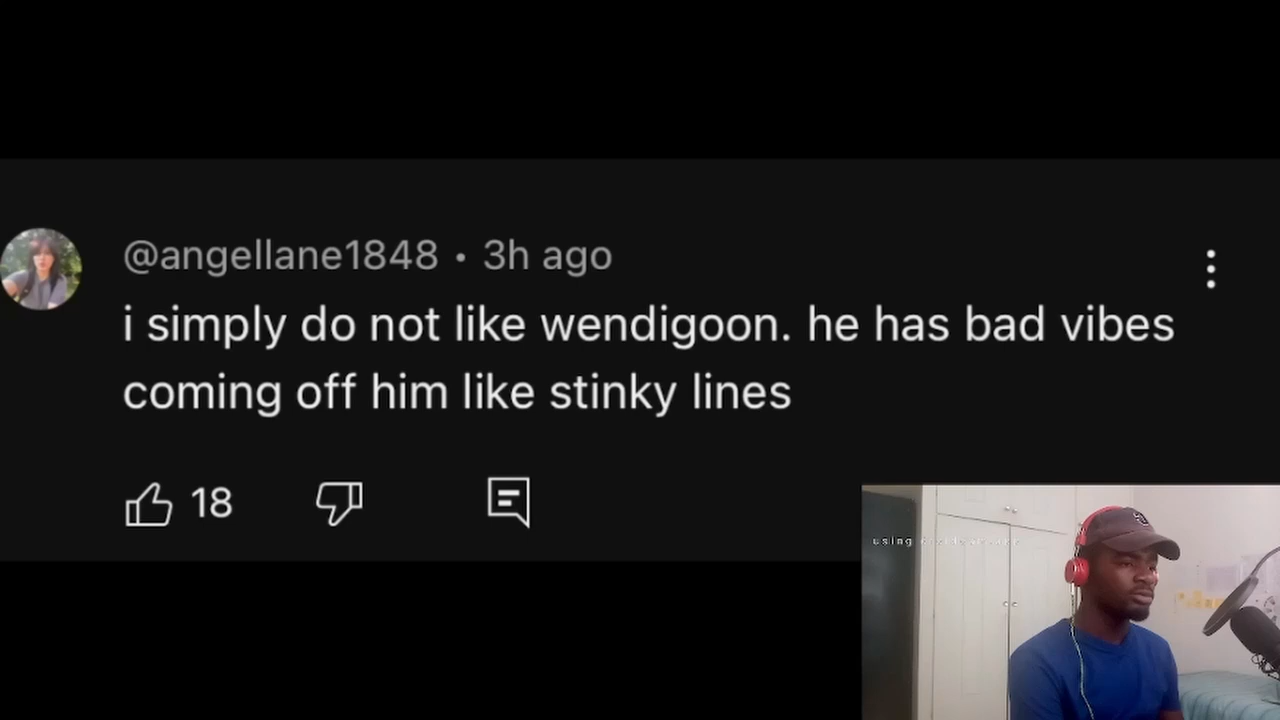 @angellane1848 • 3h ago
i simply do not like wendigoon. he has bad vibes
coming off him like stinky lines
18
using